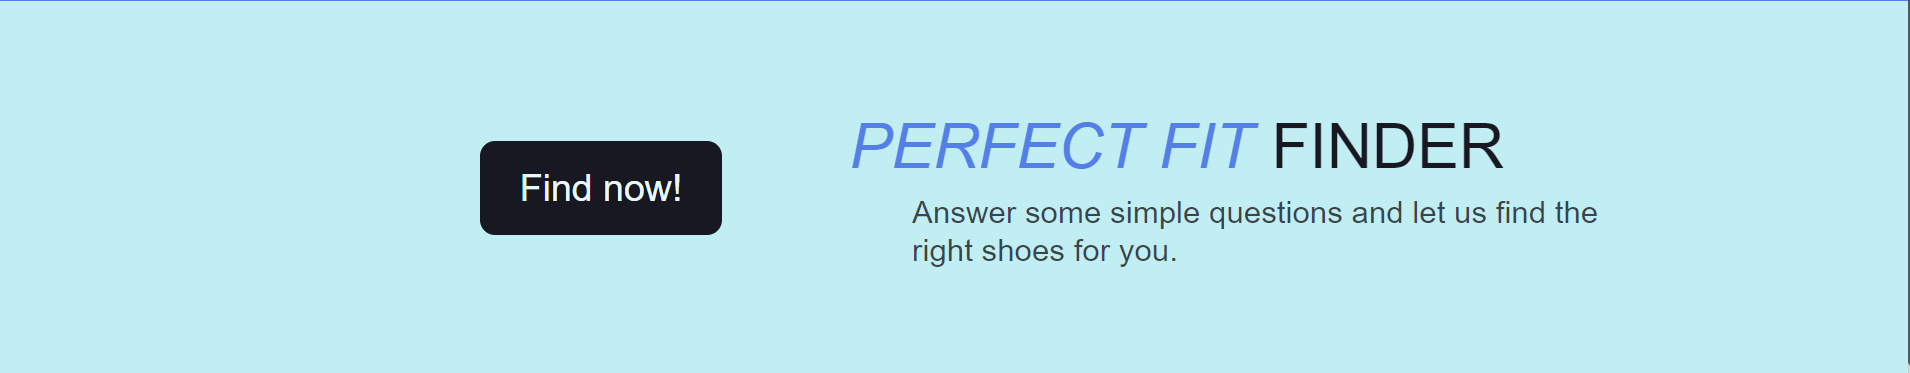 PERFECT FIT FINDER
Find now!
Answer some simple questions and let us find the
right shoes for you.